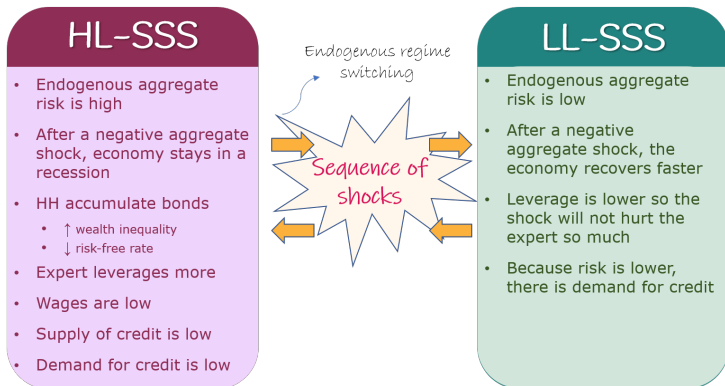 HL-SSS
• Endogenous aggregate
risk is high
• After a negative aggregate
shock, economy stays in a
recession
• HH accumulate bonds
• ↑ wealth inequality
• ↓ risk-free rate
• Expert leverages more
• Wages are low
• Supply of credit is low
• Demand for credit is low
Endogenous regime
switching
Sequence of
shocks
LL-SSS
• Endogenous aggregate
risk is low
• After a negative
aggregate shock, the
economy recovers faster
• Leverage is lower so the
shock will not hurt the
expert so much
• Because risk is lower,
there is demand for credit